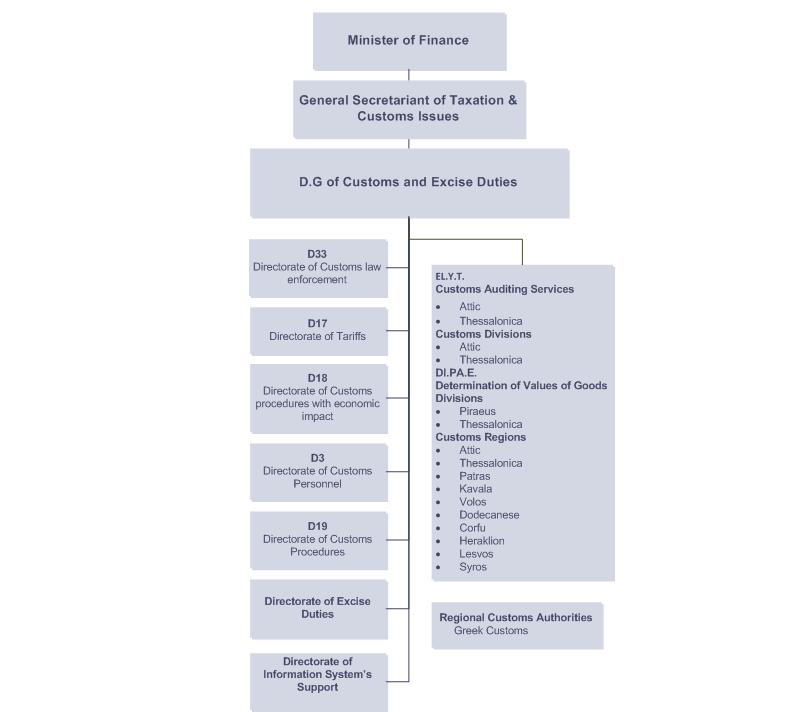 Minister of Finance
General Secretariant of Taxation &
Customs Issues
D.G of Customs and Excise Duties
D33
Directorate of Customs law
enforcement
D17
Directorate of Tariffs
D18
Directorate of Customs
procedures with economic
impact
D3
Directorate of Customs
Personnel
D19
Directorate of Customs
Procedures
Directorate of Excise
Duties
Directorate of
Information System's
Support
EL.Y.T.
Customs Auditing Services
• Attic
• Thessalonica
Customs Divisions
• Attic
• Thessalonica
DI.PA.E.
Determination of Values of Goods
Divisions
• Piraeus
• Thessalonica
Customs Regions
• Attic
• Thessalonica
• Patras
• Kavala
• Volos
• Dodecanese
• Corfu
• Heraklion
• Lesvos
• Syros
Regional Customs Authorities
Greek Customs